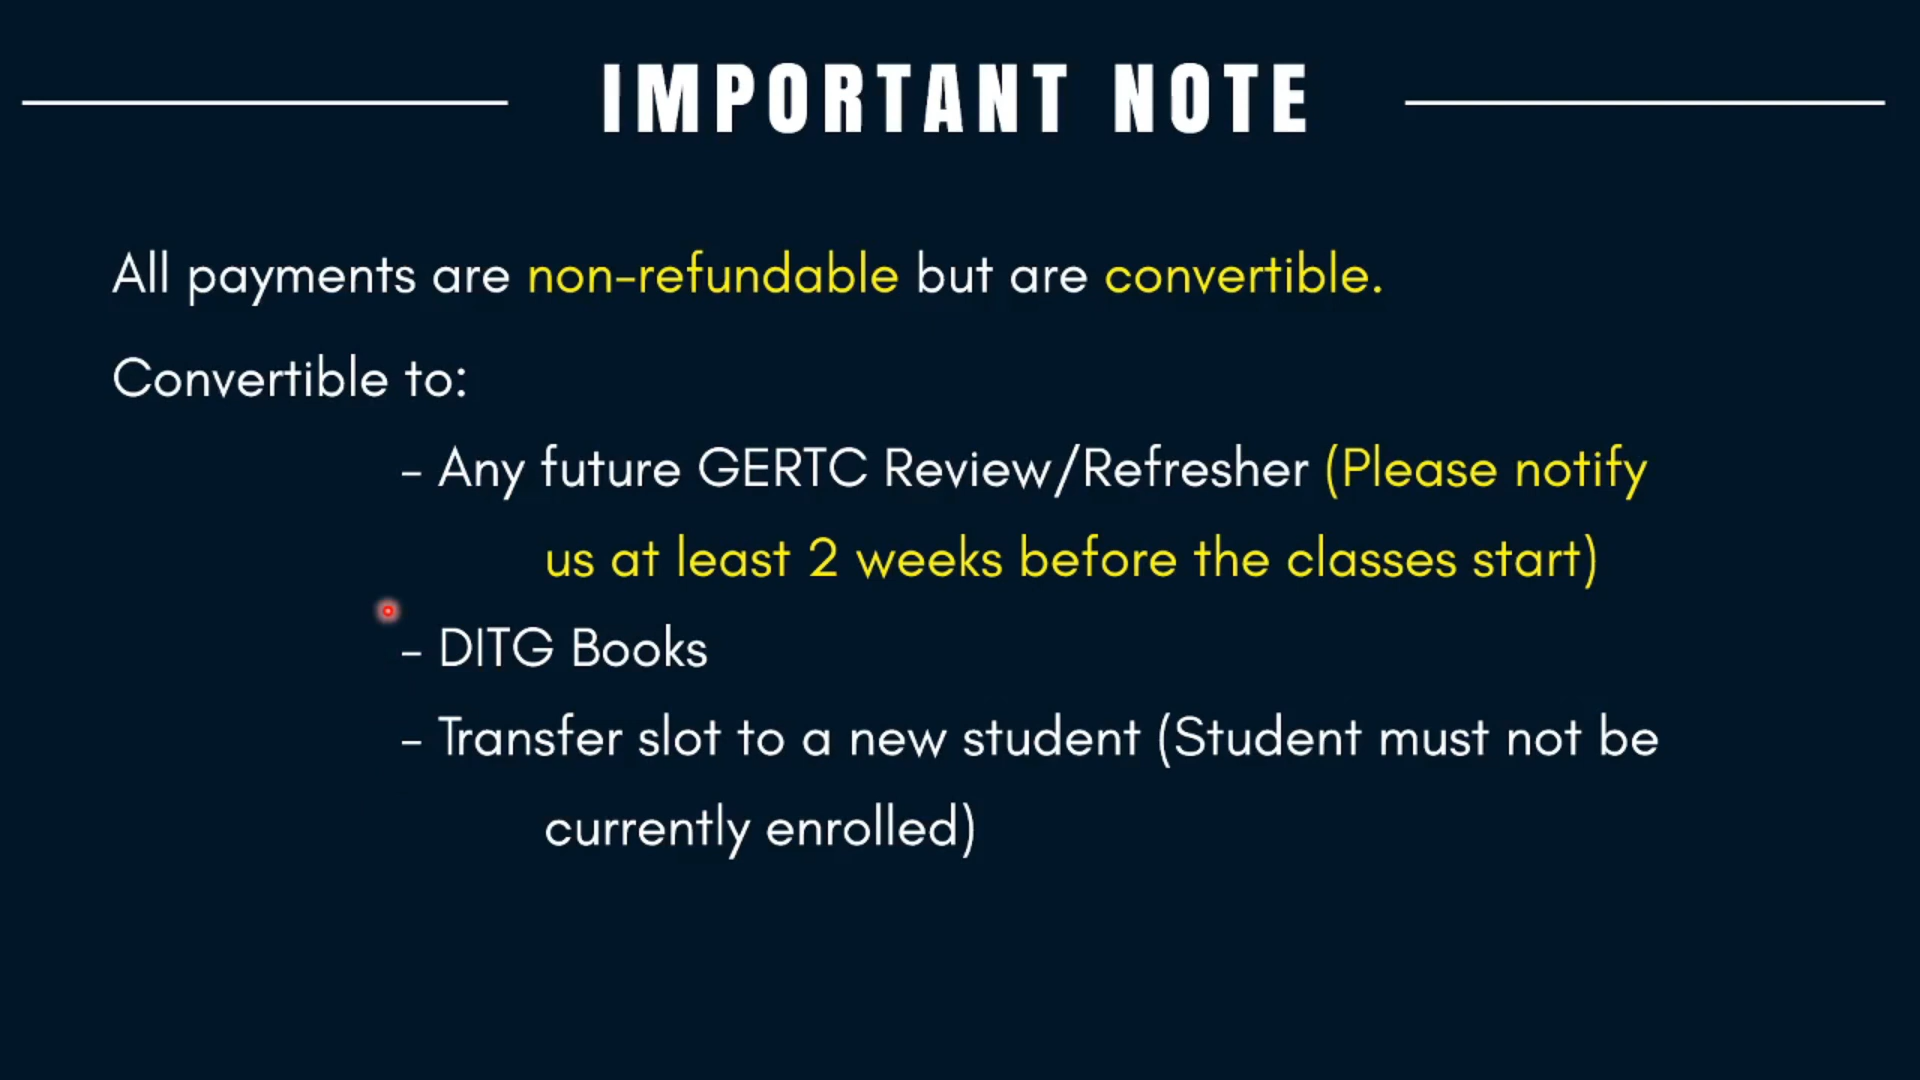 IMPORTANT NOTE
All payments are non-refundable but are convertible.
Convertible to:
- Any future GERTC Review/Refresher (Please notify
us at least 2 weeks before the classes start)
- DITG Books
- Transfer slot to a new student (Student must not be
currently enrolled)